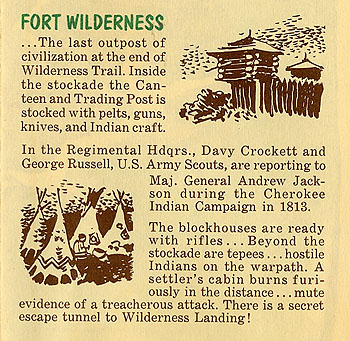 FORT WILDERNESS
...The last outpost of
civilization at the end of
Wilderness Trail. Inside
the stockade the Can-
teen and Trading Post is
stocked with pelts, guns,
knives, and Indian craft.
In the Regimental Hdqrs., Davy Crockett and
George Russell, U.S. Army Scouts, are reporting to
Maj. General Andrew Jack-
son during the Cherokee
Indian Campaign in 1813.
The blockhouses are ready
with rifles...Beyond the
stockade are tepees...hostile
Indians on the warpath. A
settler's cabin burns furi-
ously in the distance...mute
evidence of a treacherous attack. There is a secret
escape tunnel to Wilderness Landing!